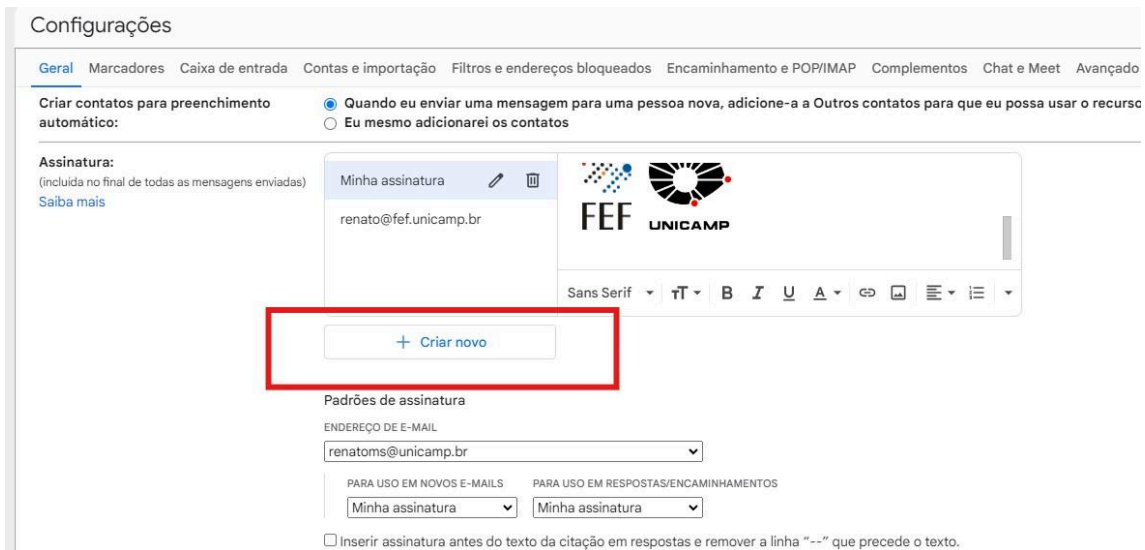 Configurações
Geral Marcadores Caixa de entrada Contas e importação Filtros e endereços bloqueados Encaminhamento e POP/IMAP Complementos Chat e Meet Avançado
Criar contatos para preenchimento automático:
Quando eu enviar uma mensagem para uma pessoa nova, adicione-a a Outros contatos para que eu possa usar o recurso
Eu mesmo adicionarei os contatos
Assinatura:
(incluída no final de todas as mensagens enviadas)
Saiba mais
Minha assinatura
renato@fef.unicamp.br
FEF UNICAMP
Sans Serif
+ Criar novo
Padrões de assinatura
ENDEREÇO DE E-MAIL
renatoms@unicamp.br
PARA USO EM NOVOS E-MAILS PARA USO EM RESPOSTAS/ENCAMINHAMENTOS
Minha assinatura Minha assinatura
Inserir assinatura antes do texto da citação em respostas e remover a linha “--” que precede o texto.